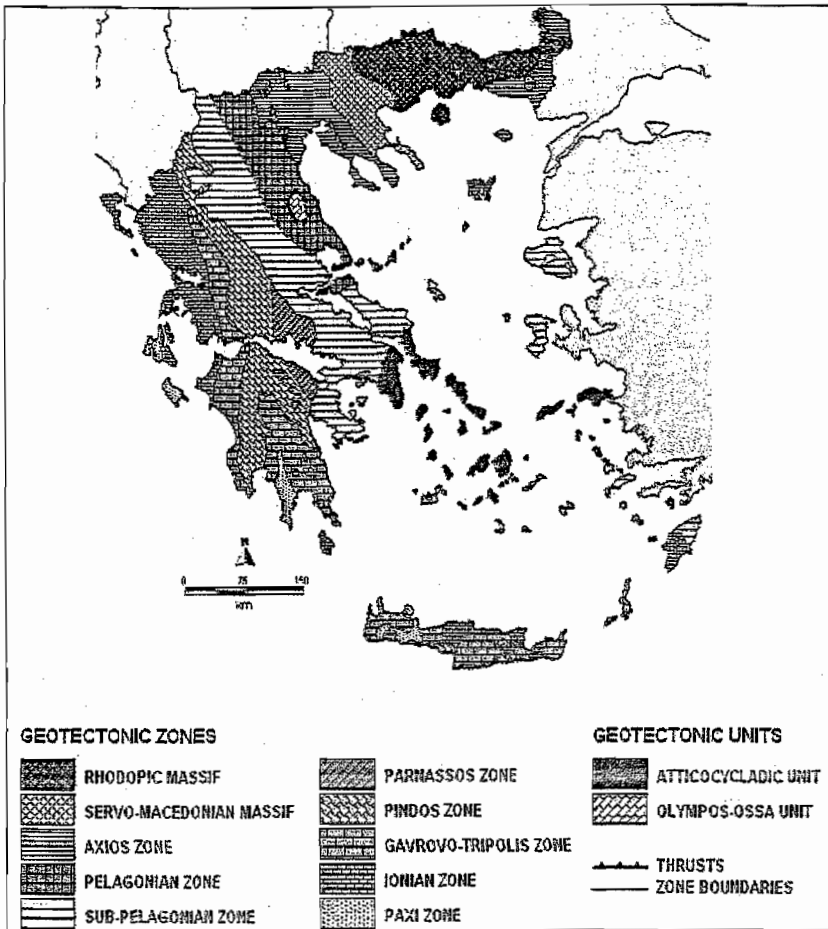 N
0 75 150
km
GEOTECTONIC ZONES
RHODOPIC MASSIF
SERVO-MACEDONIAN MASSIF
AXIOS ZONE
PELAGONIAN ZONE
SUB-PELAGONIAN ZONE
PARNASSOS ZONE
PINDOS ZONE
GAVROVO-TRIPOLIS ZONE
IONIAN ZONE
PAXI ZONE
GEOTECTONIC UNITS
ATTICOCYCLADIC UNIT
OLYMPOS-OSSA UNIT
THRUSTS
ZONE BOUNDARIES